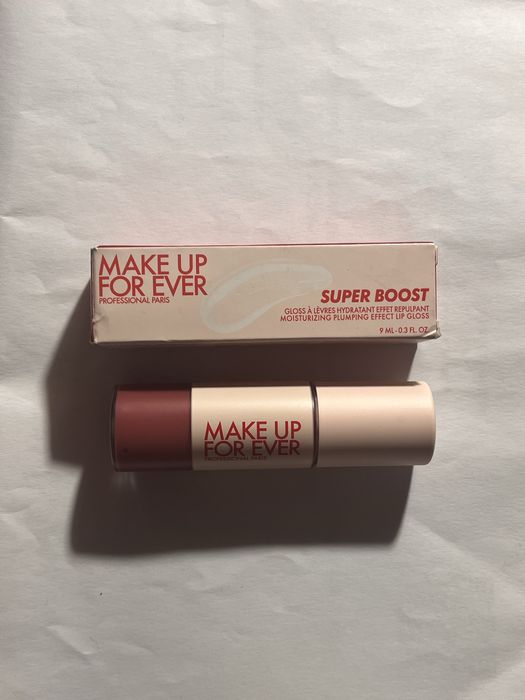 MAKE UP
FOR EVER
PROFESSIONAL PARIS
SUPER BOOST
GLOSS À LÈVRES HYDRATANT EFFET REPULPANT
MOISTURIZING PLUMPING EFFECT LIP GLOSS
9 ML - 0.3 FL OZ
MAKE UP
FOR EVER
PROFESSIONAL PARIS